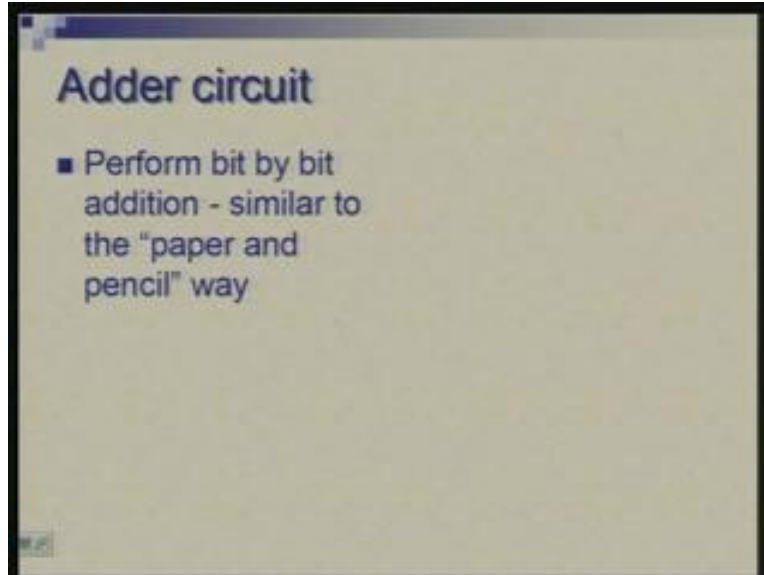 Adder circuit
Perform bit by bit
addition - similar to
the “paper and
pencil” way